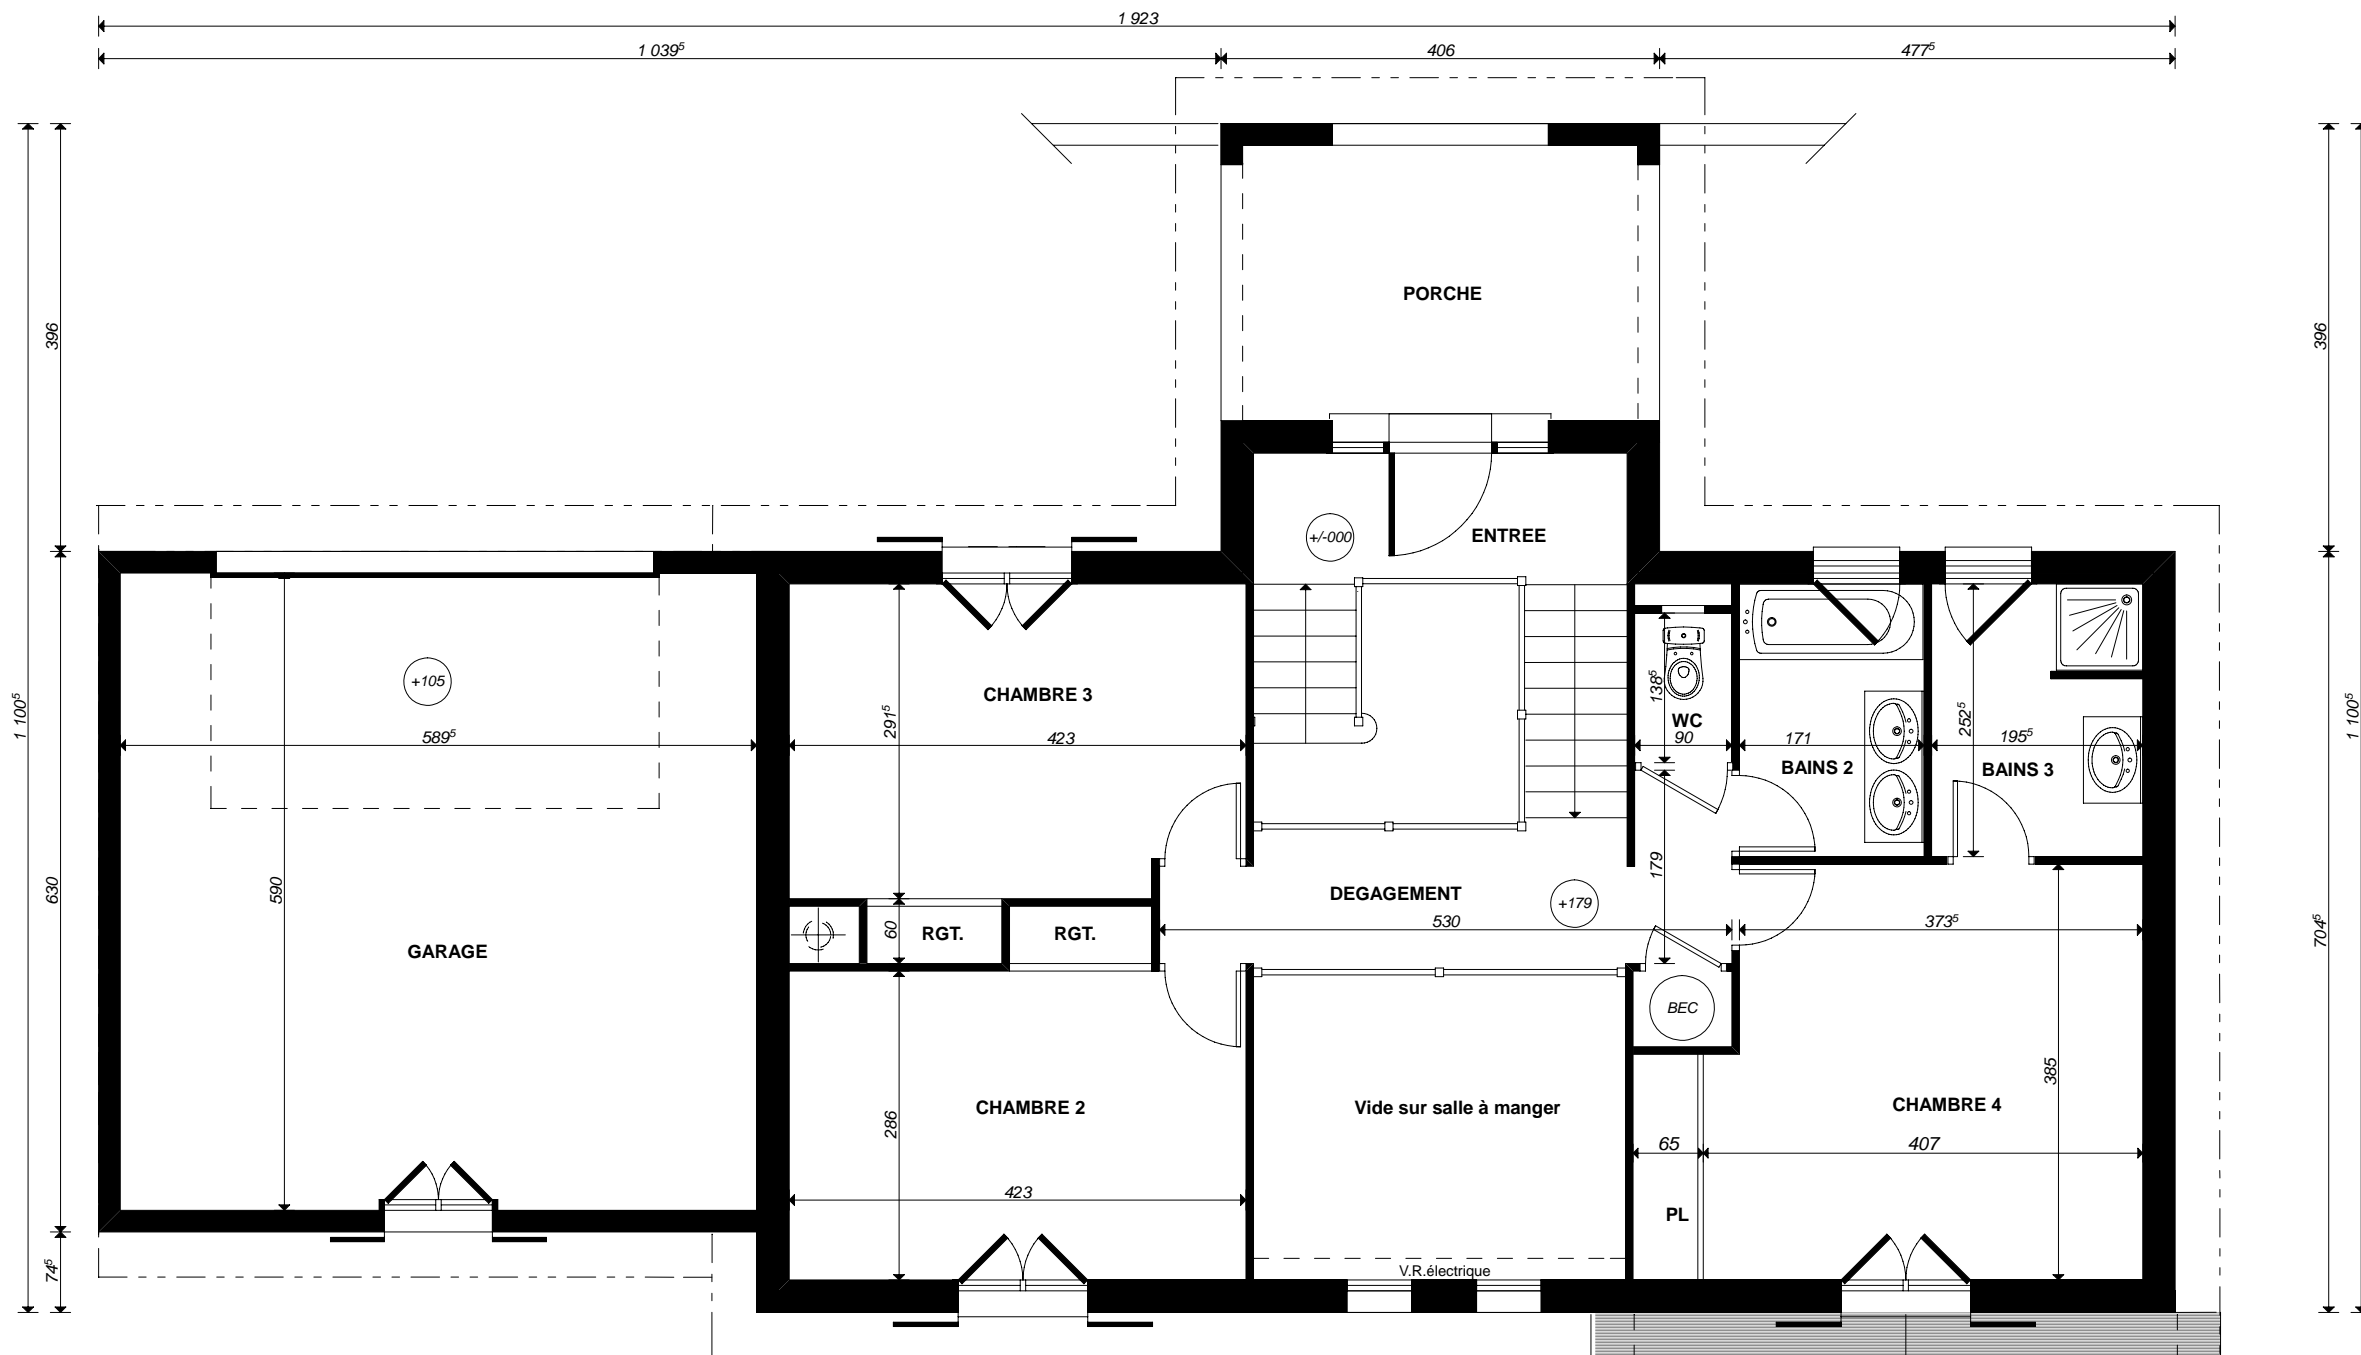 1 923
1 039⁵
406
477⁵
396
396
PORCHE
+/-000
ENTREE
+105
CHAMBRE 3
291⁵
138⁵
WC
252⁵
1 100⁵
1 100⁵
589⁵
423
90
171
195⁵
BAINS 2
BAINS 3
630
590
179
DEGAGEMENT
+179
704⁵
530
373⁵
60
RGT.
RGT.
GARAGE
BEC
385
286
CHAMBRE 2
Vide sur salle à manger
CHAMBRE 4
65
407
423
PL
74⁵
V.R.électrique